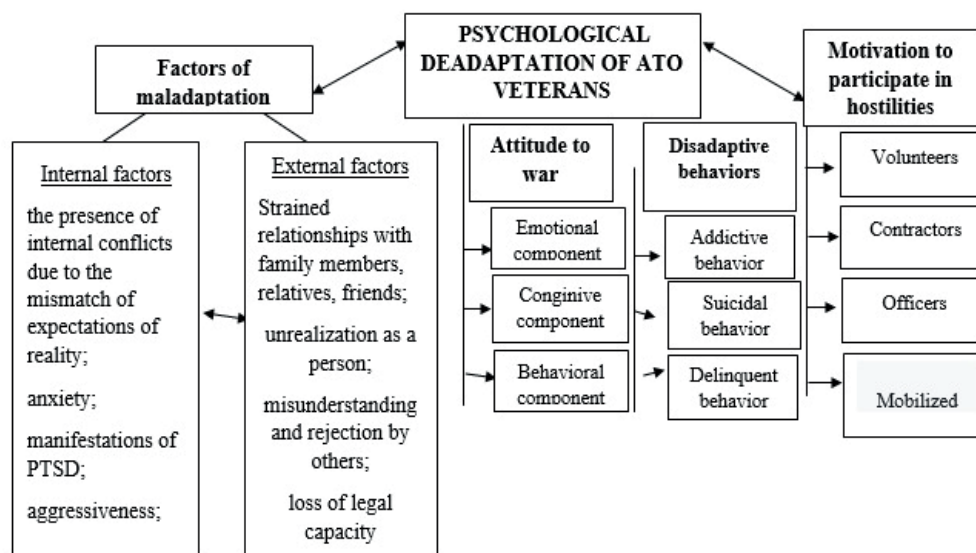 PSYCHOLOGICAL
DEADAPTATION OF ATO
VETERANS
Factors of
maladaptation
Motivation to
participate in
hostilities
Internal factors
the presence of
internal conflicts
due to the
mismatch of
expectations of
reality;
anxiety;
manifestations of
PTSD;
aggressiveness;
External factors
Strained
relationships with
family members,
relatives, friends;
unrealization as a
person;
misunderstanding
and rejection by
others;
loss of legal
capacity
Attitude to
war
Emotional
component
Conginive
component
Behavioral
component
Disadaptive
behaviors
Addictive
behavior
Suicidal
behavior
Delinquent
behavior
Volunteers
Contractors
Officers
Mobilized